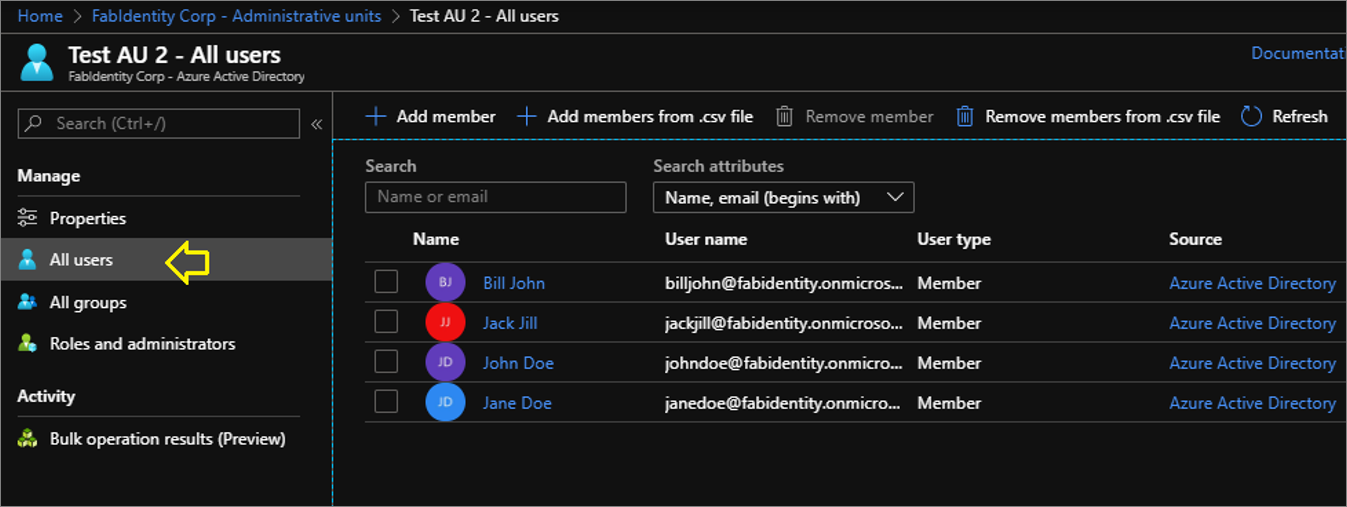 Home > FabIdentity Corp - Administrative units > Test AU 2 - All users
Test AU 2 - All users
FabIdentity Corp - Azure Active Directory
Documentati
Search (Ctrl+/)
«
Manage
Properties
All users
All groups
Roles and administrators
Activity
Bulk operation results (Preview)
+ Add member + Add members from .csv file Remove member Remove members from .csv file Refresh
Search Search attributes
Name or email Name, email (begins with)
Name User name User type Source
BJ Bill John billjohn@fabidentity.onmicros... Member Azure Active Directory
JJ Jack Jill jackjill@fabidentity.onmicroso... Member Azure Active Directory
JD John Doe johndoe@fabidentity.onmicro... Member Azure Active Directory
JD Jane Doe janedoe@fabidentity.onmicro... Member Azure Active Directory